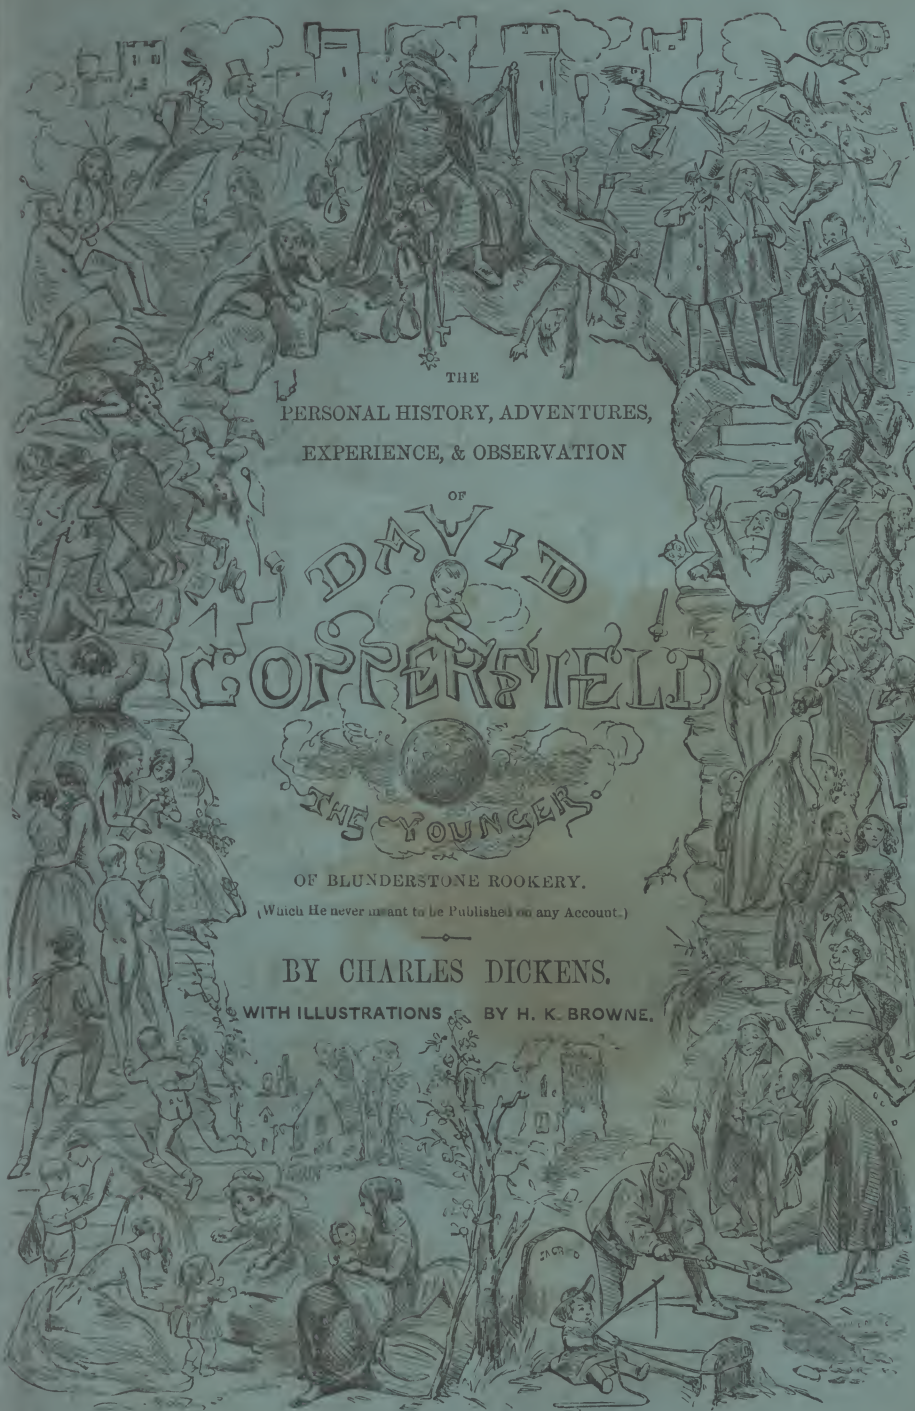 THE
PERSONAL HISTORY, ADVENTURES,
EXPERIENCE, & OBSERVATION
OF
DAVID
COPPERFIELD
THE YOUNGER.
OF BLUNDERSTONE ROOKERY.
(Which He never meant to be Published on any Account.)
BY CHARLES DICKENS.
WITH ILLUSTRATIONS BY H. K. BROWNE.
SACRED